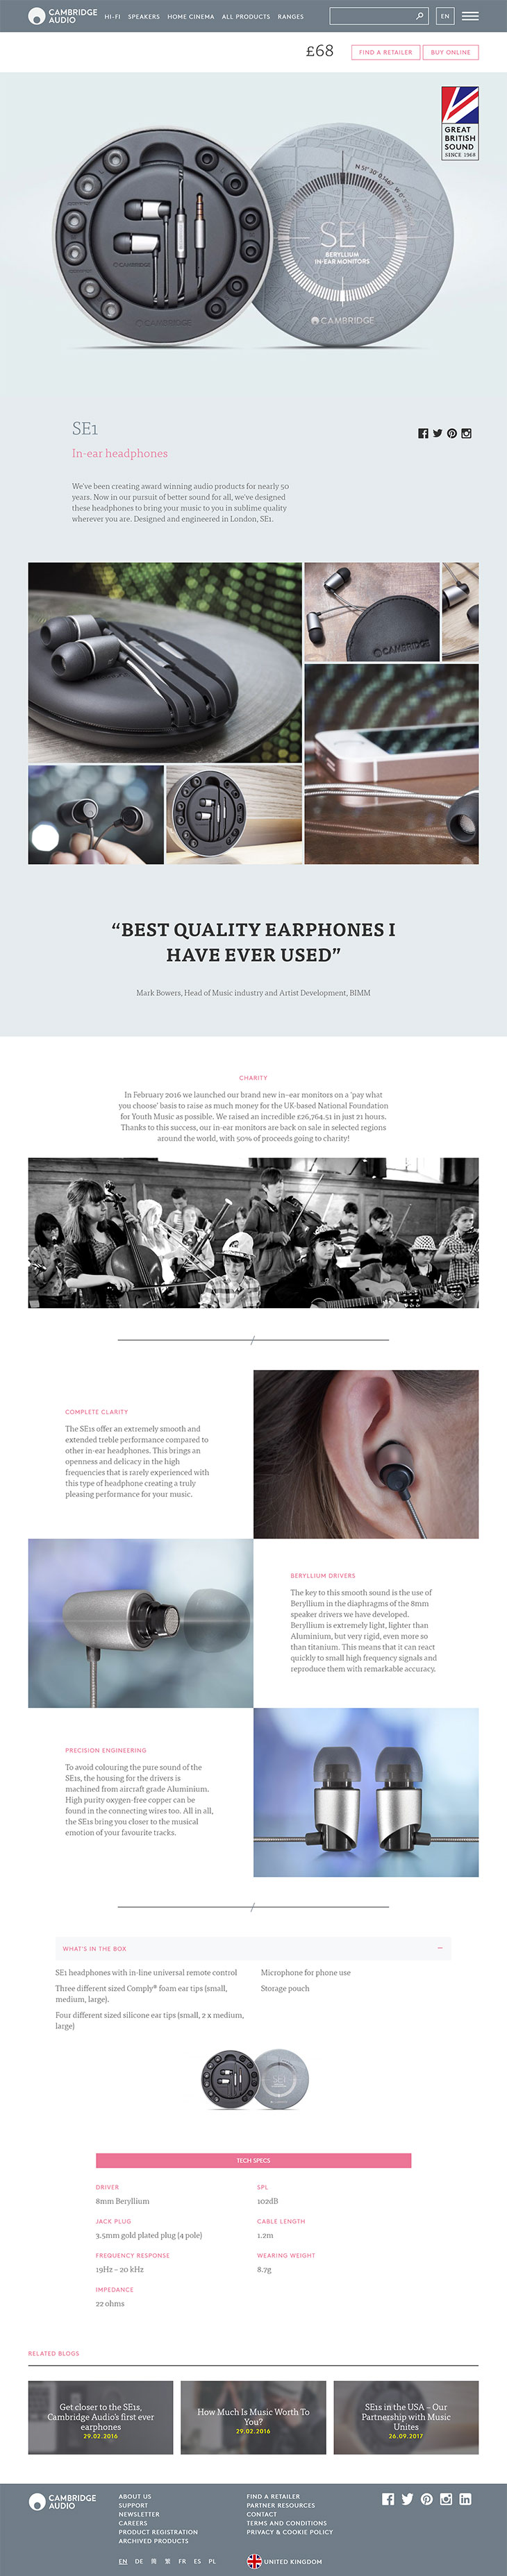 CAMBRIDGE
AUDIO
HI-FI SPEAKERS HOME CINEMA ALL PRODUCTS RANGES
EN
£68
FIND A RETAILER
BUY ONLINE
GREAT
BRITISH
SOUND
SINCE 1968
SE1
BERYLLIUM
IN-EAR MONITORS
CAMBRIDGE
CAMBRIDGE
CAMBRIDGE
SE1
In-ear headphones
We've been creating award winning audio products for nearly 50
years. Now in our pursuit of better sound for all, we've designed
these headphones to bring your music to you in sublime quality
wherever you are. Designed and engineered in London, SE1.
CAMBRIDGE
“BEST QUALITY EARPHONES I
HAVE EVER USED”
Mark Bowers, Head of Music industry and Artist Development, BIMM
CHARITY
In February 2016 we launched our brand new in-ear monitors on a 'pay what
you choose' basis to raise as much money for the UK-based National Foundation
for Youth Music as possible. We raised an incredible £26,764.51 in just 21 hours.
Thanks to this success, our in-ear monitors are back on sale in selected regions
around the world, with 50% of proceeds going to charity!
COMPLETE CLARITY
The SE1s offer an extremely smooth and
extended treble performance compared to
other in-ear headphones. This brings an
openness and delicacy in the high
frequencies that is rarely experienced with
this type of headphone creating a truly
pleasing performance for your music.
BERYLLIUM DRIVERS
The key to this smooth sound is the use of
Beryllium in the diaphragms of the 8mm
speaker drivers we have developed.
Beryllium is extremely light, lighter than
Aluminium, but very rigid, even more so
than titanium. This means that it can react
quickly to small high frequency signals and
reproduce them with remarkable accuracy.
PRECISION ENGINEERING
To avoid colouring the pure sound of the
SE1s, the housing for the drivers is
machined from aircraft grade Aluminium.
High purity oxygen-free copper can be
found in the connecting wires too. All in all,
the SE1s bring you closer to the musical
emotion of your favourite tracks.
WHAT'S IN THE BOX
SE1 headphones with in-line universal remote control
Three different sized Comply® foam ear tips (small,
medium, large).
Four different sized silicone ear tips (small, 2 x medium,
large)
Microphone for phone use
Storage pouch
TECH SPECS
DRIVER
8mm Beryllium
JACK PLUG
3.5mm gold plated plug (4 pole)
FREQUENCY RESPONSE
19Hz - 20 kHz
IMPEDANCE
22 ohms
SPL
102dB
CABLE LENGTH
1.2m
WEARING WEIGHT
8.7g
RELATED BLOGS
Get closer to the SE1s,
Cambridge Audio's first ever
earphones
29.02.2016
How Much Is Music Worth To
You?
29.02.2016
SE1s in the USA – Our
Partnership with Music
Unites
26.09.2017
CAMBRIDGE
AUDIO
ABOUT US
SUPPORT
NEWSLETTER
CAREERS
PRODUCT REGISTRATION
ARCHIVED PRODUCTS
FIND A RETAILER
PARTNER RESOURCES
CONTACT
TERMS AND CONDITIONS
PRIVACY & COOKIE POLICY
EN DE 简 繁 FR ES PL
UNITED KINGDOM